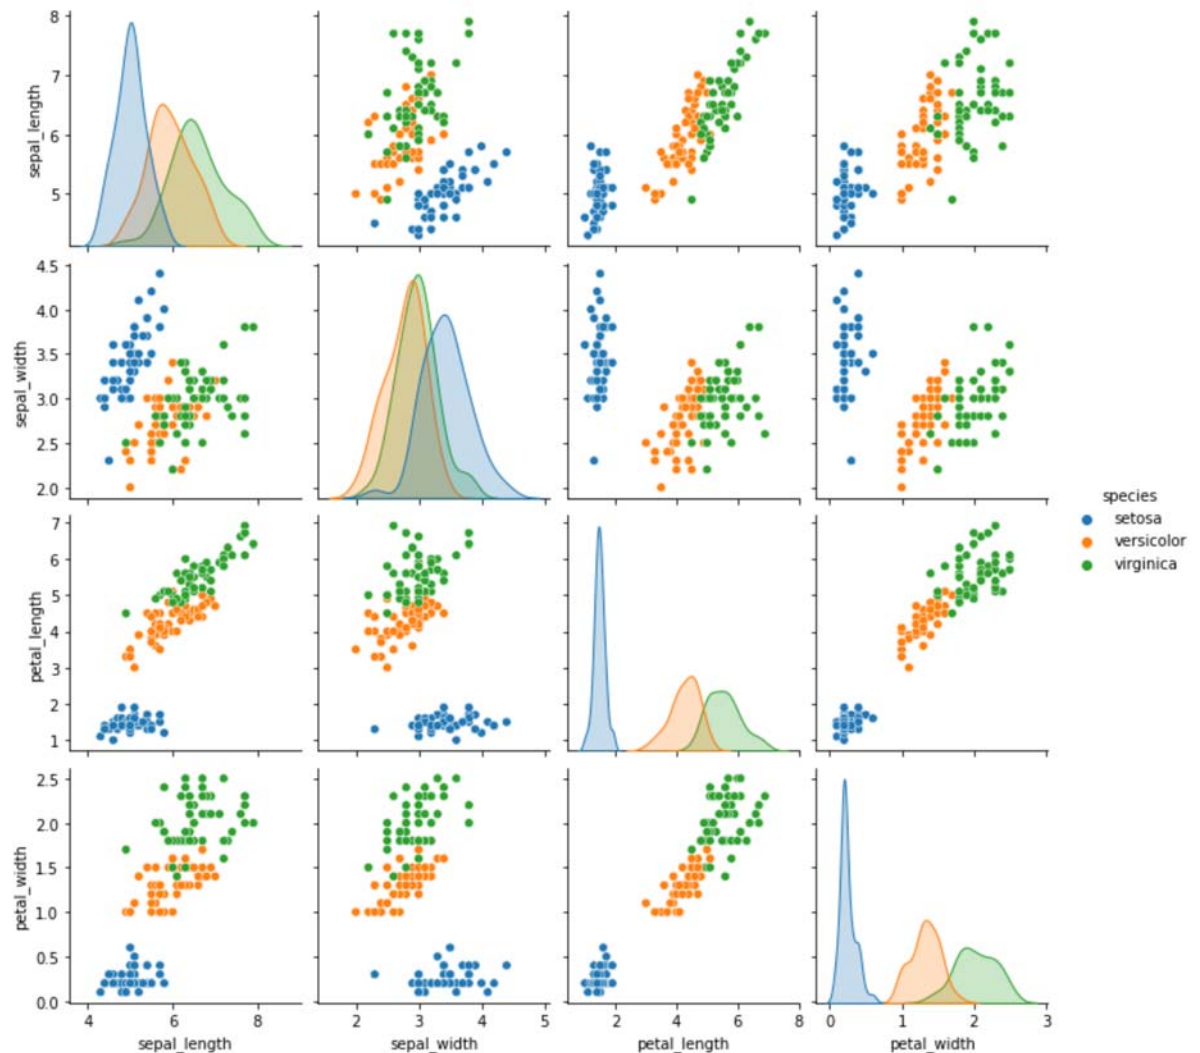 8
7
6
5
sepal_length
4.5
4.0
3.5
3.0
2.5
2.0
sepal_width
7
6
5
4
3
2
1
petal_length
species
setosa
versicolor
virginica
2.5
2.0
1.5
1.0
0.5
0.0
petal_width
4 6 8
2 3 4 5
2 4 6 8
0 1 2 3
sepal_length
sepal_width
petal_length
petal_width